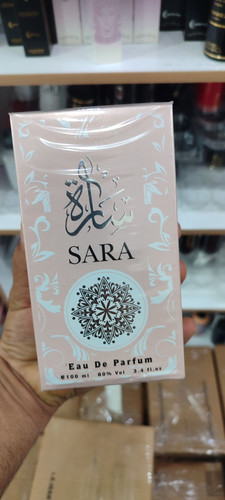 سارة
SARA
Eau De Parfum
℮100 ml 80% Vol 3.4 fl.oz